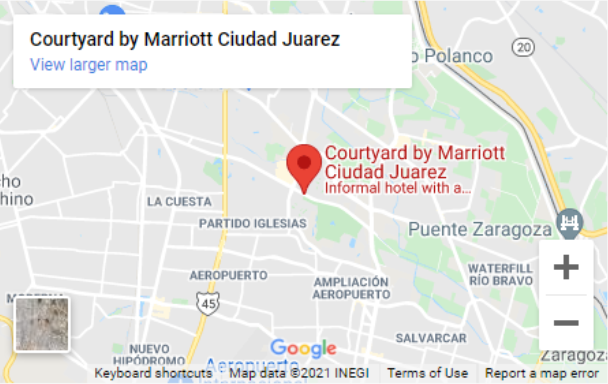 Courtyard by Marriott Ciudad Juarez
View larger map
o Polanco
20
Courtyard by Marriott
Ciudad Juarez
Informal hotel with a...
cho
hino
LA CUESTA
PARTIDO IGLESIAS
Puente Zaragoza
AEROPUERTO
AMPLIACIÓN
AEROPUERTO
WATERFILL
RÍO BRAVO
45
Google
SALVARCAR
NUEVO
HIPÓDROMO
Zaragoza
Aeropuerto
Keyboard shortcuts
Map data ©2021 INEGI
Terms of Use
Report a map error